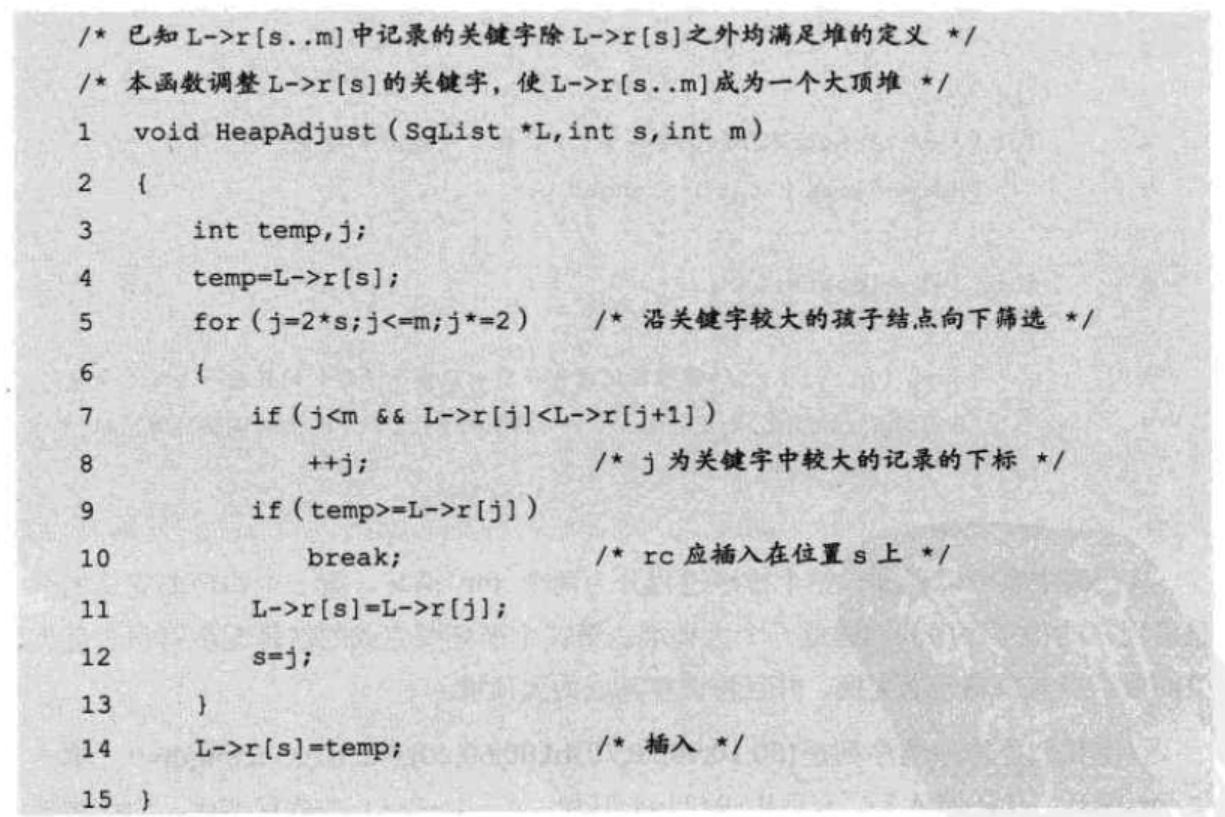 /* 已知 L->r[s..m]中记录的关键字除 L->r[s]之外均满足堆的定义 */
/* 本函数调整 L->r[s]的关键字，使 L->r[s..m]成为一个大顶堆 */
1 void HeapAdjust(SqList *L,int s,int m)
2 {
3 int temp,j;
4 temp=L->r[s];
5 for(j=2*s;j<=m;j*=2) /* 沿关键字较大的孩子结点向下筛选 */
6 {
7 if(j<m && L->r[j]<L->r[j+1])
8 ++j; /* j 为关键字中较大的记录的下标 */
9 if(temp>=L->r[j])
10 break; /* rc 应插入在位置 s 上 */
11 L->r[s]=L->r[j];
12 s=j;
13 }
14 L->r[s]=temp; /* 插入 */
15 }